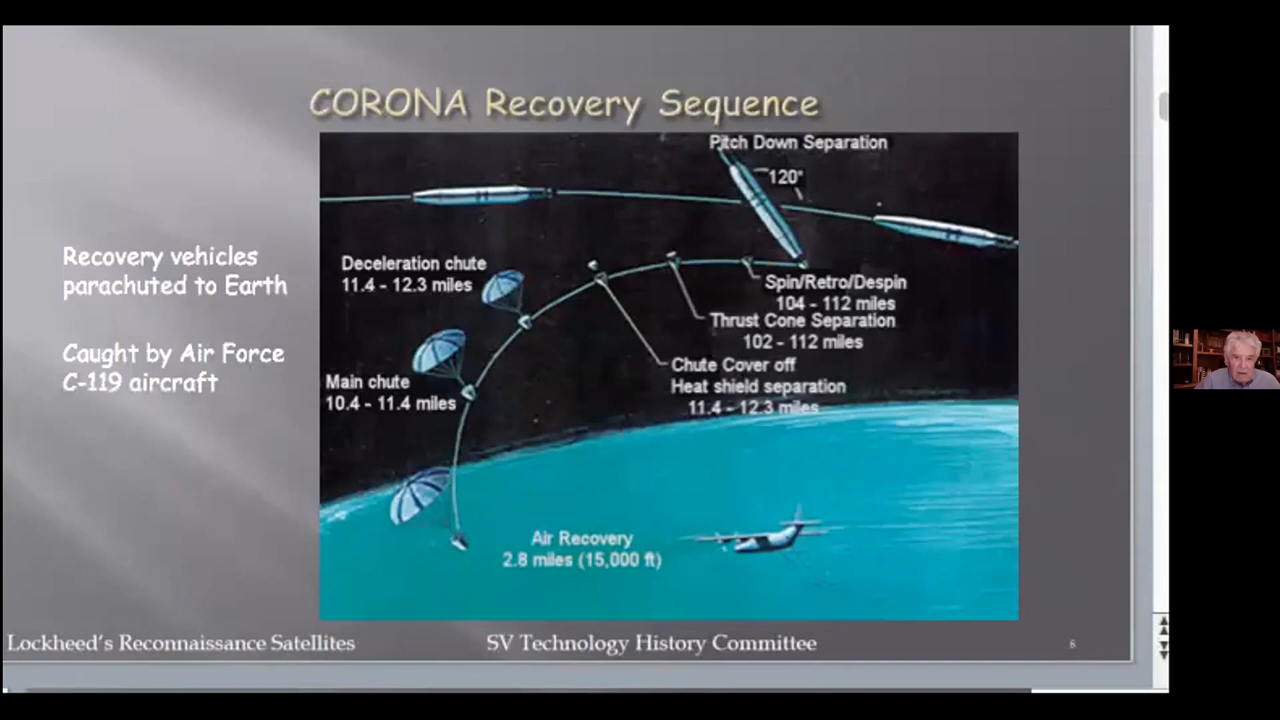 CORONA Recovery Sequence
Recovery vehicles
parachuted to Earth
Caught by Air Force
C-119 aircraft
Pitch Down Separation
120°
Deceleration chute
11.4 - 12.3 miles
Spin/Retro/Despin
104 - 112 miles
Thrust Cone Separation
102 - 112 miles
Chute Cover off
Heat shield separation
11.4 - 12.3 miles
Main chute
10.4 - 11.4 miles
Air Recovery
2.8 miles (15,000 ft)
Lockheed's Reconnaissance Satellites
SV Technology History Committee
6